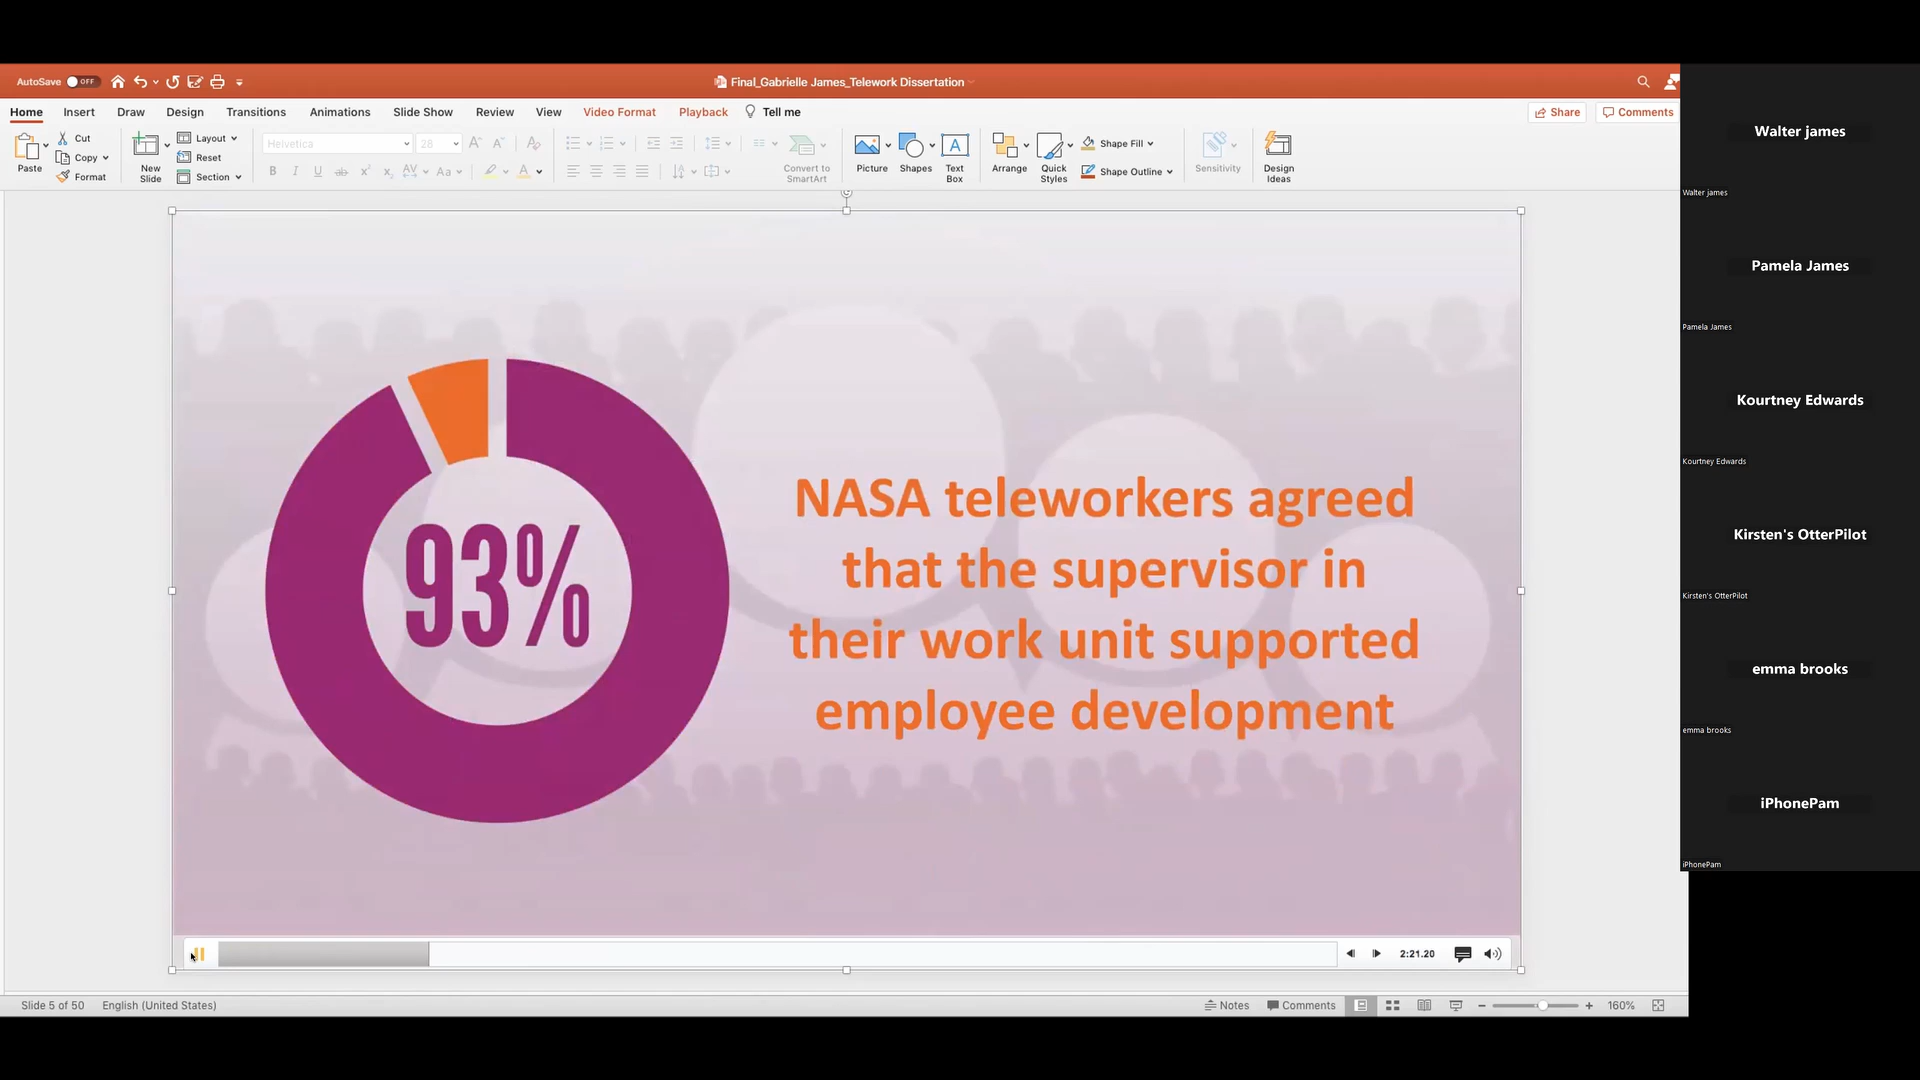 AutoSave OFF
Final_Gabrielle James_Telework Dissertation
Home Insert Draw Design Transitions Animations Slide Show Review View Video Format Playback Tell me
Share Comments
Paste
Cut
Copy
Format
New
Slide
Layout
Reset
Section
Helvetica 28
B I U ab x² x₂ AV Aa A
Convert to
SmartArt
Picture
Shapes
Text
Box
Arrange
Quick
Styles
Shape Fill
Shape Outline
Sensitivity
Design
Ideas
93%
NASA teleworkers agreed
that the supervisor in
their work unit supported
employee development
2:21.20
Slide 5 of 50 English (United States)
Notes Comments 160%
Walter james
Walter james
Pamela James
Pamela James
Kourtney Edwards
Kourtney Edwards
Kirsten's OtterPilot
Kirsten's OtterPilot
emma brooks
emma brooks
iPhonePam
iPhonePam